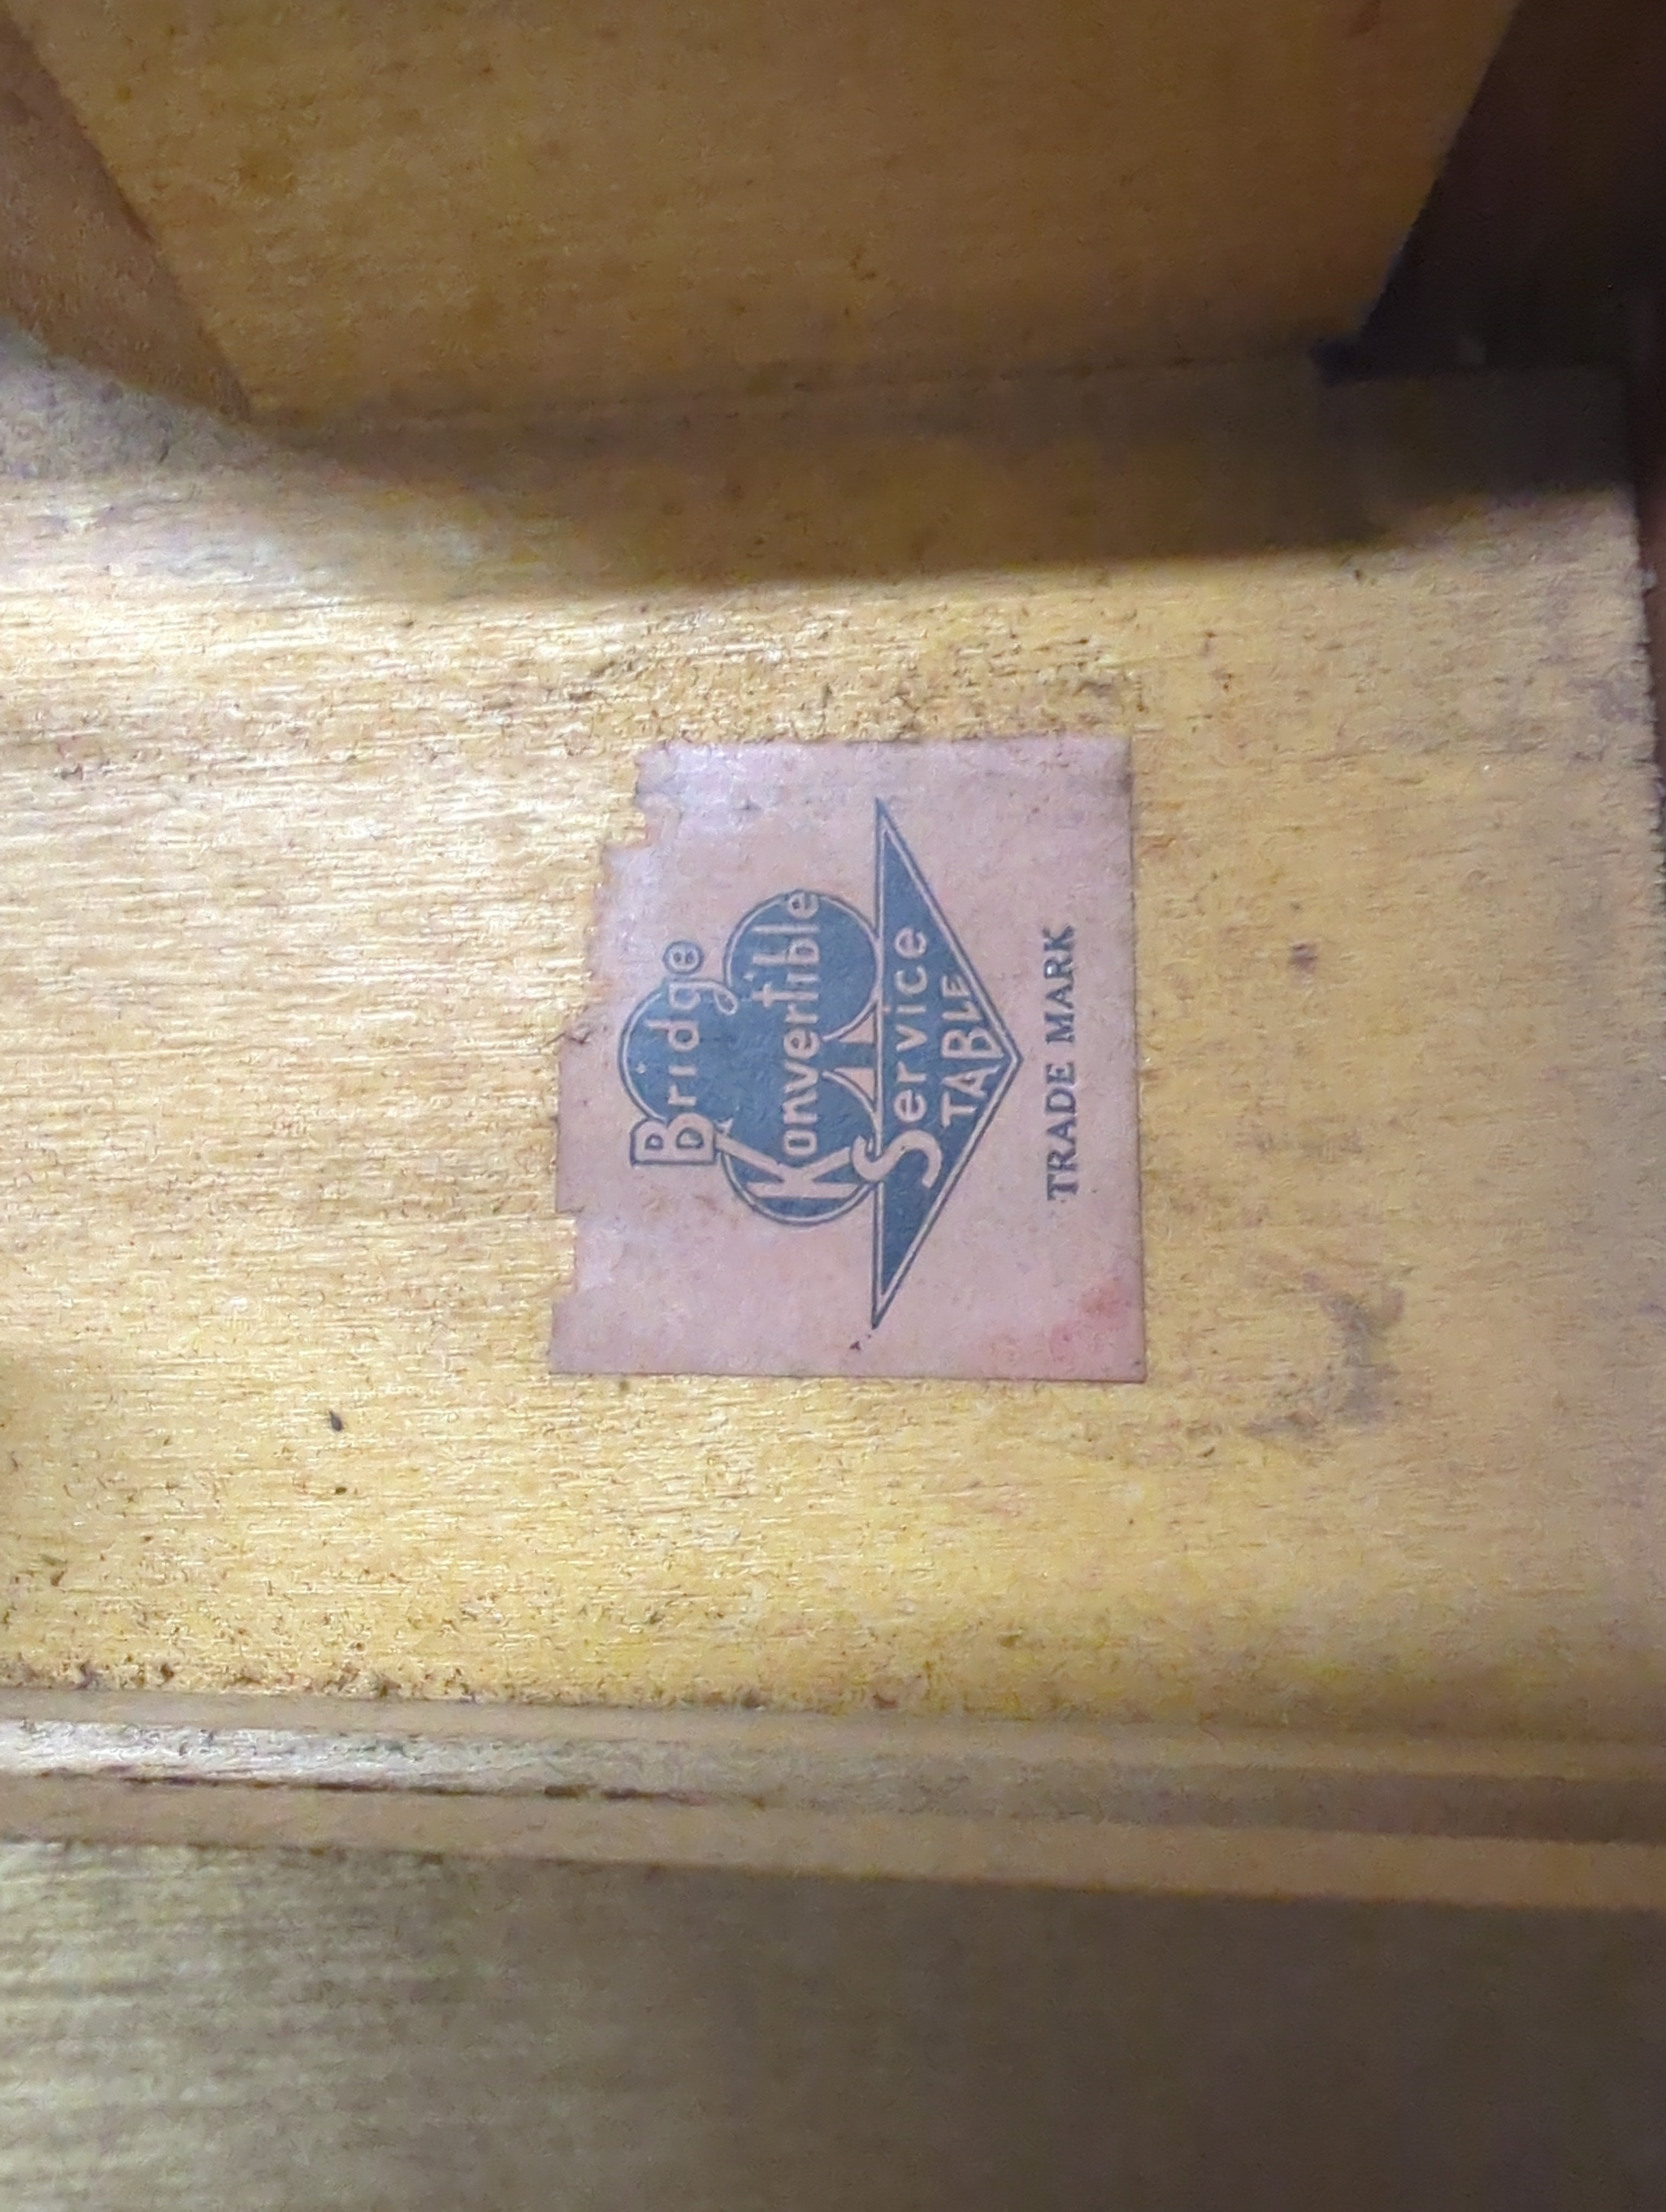 Bridge
Konvertible
Service
TABLE
TRADE MARK